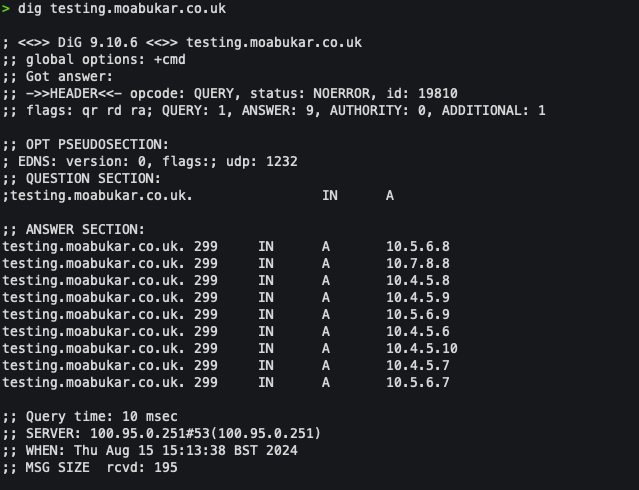 > dig testing.moabukar.co.uk
; <<>> DiG 9.10.6 <<>> testing.moabukar.co.uk
;; global options: +cmd
;; Got answer:
;; ->>HEADER<<- opcode: QUERY, status: NOERROR, id: 19810
;; flags: qr rd ra; QUERY: 1, ANSWER: 9, AUTHORITY: 0, ADDITIONAL: 1
;; OPT PSEUDOSECTION:
; EDNS: version: 0, flags:; udp: 1232
;; QUESTION SECTION:
;testing.moabukar.co.uk. IN A
;; ANSWER SECTION:
testing.moabukar.co.uk. 299 IN A 10.5.6.8
testing.moabukar.co.uk. 299 IN A 10.7.8.8
testing.moabukar.co.uk. 299 IN A 10.4.5.8
testing.moabukar.co.uk. 299 IN A 10.4.5.9
testing.moabukar.co.uk. 299 IN A 10.5.6.9
testing.moabukar.co.uk. 299 IN A 10.4.5.6
testing.moabukar.co.uk. 299 IN A 10.4.5.10
testing.moabukar.co.uk. 299 IN A 10.4.5.7
testing.moabukar.co.uk. 299 IN A 10.5.6.7
;; Query time: 10 msec
;; SERVER: 100.95.0.251#53(100.95.0.251)
;; WHEN: Thu Aug 15 15:13:38 BST 2024
;; MSG SIZE  rcvd: 195